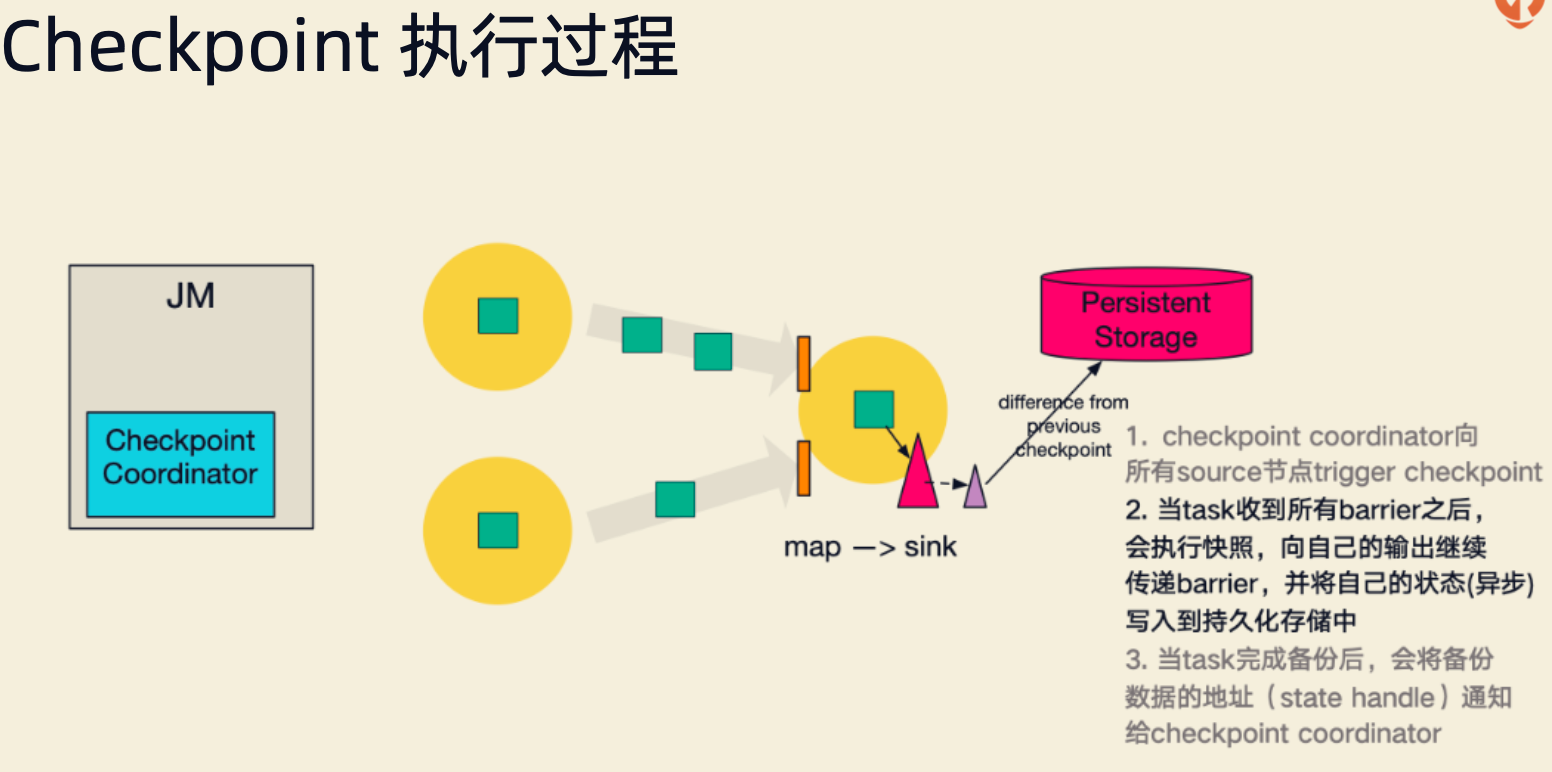 Checkpoint 执行过程
JM
Checkpoint
Coordinator
map —> sink
Persistent
Storage
difference from
previous
checkpoint
1. checkpoint coordinator向
所有source节点trigger checkpoint
2. 当task收到所有barrier之后，
会执行快照，向自己的输出继续
传递barrier，并将自己的状态(异步)
写入到持久化存储中
3. 当task完成备份后，会将备份
数据的地址（state handle）通知
给checkpoint coordinator